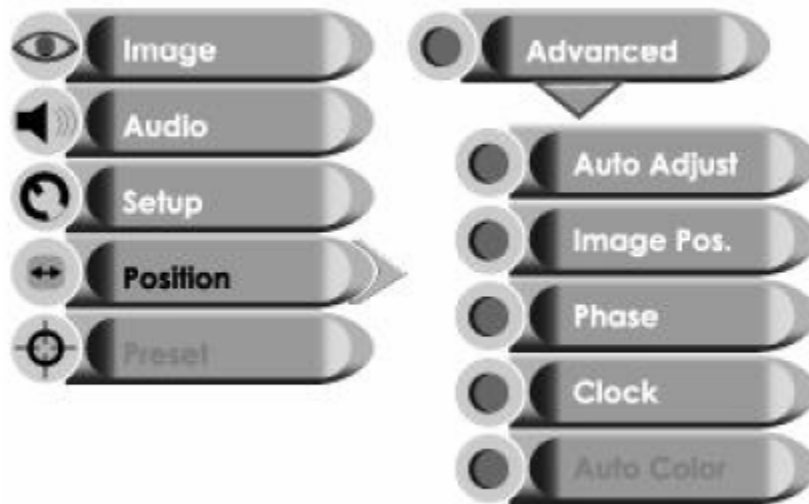 Image
Audio
Setup
Position
Preset
Advanced
Auto Adjust
Image Pos.
Phase
Clock
Auto Color